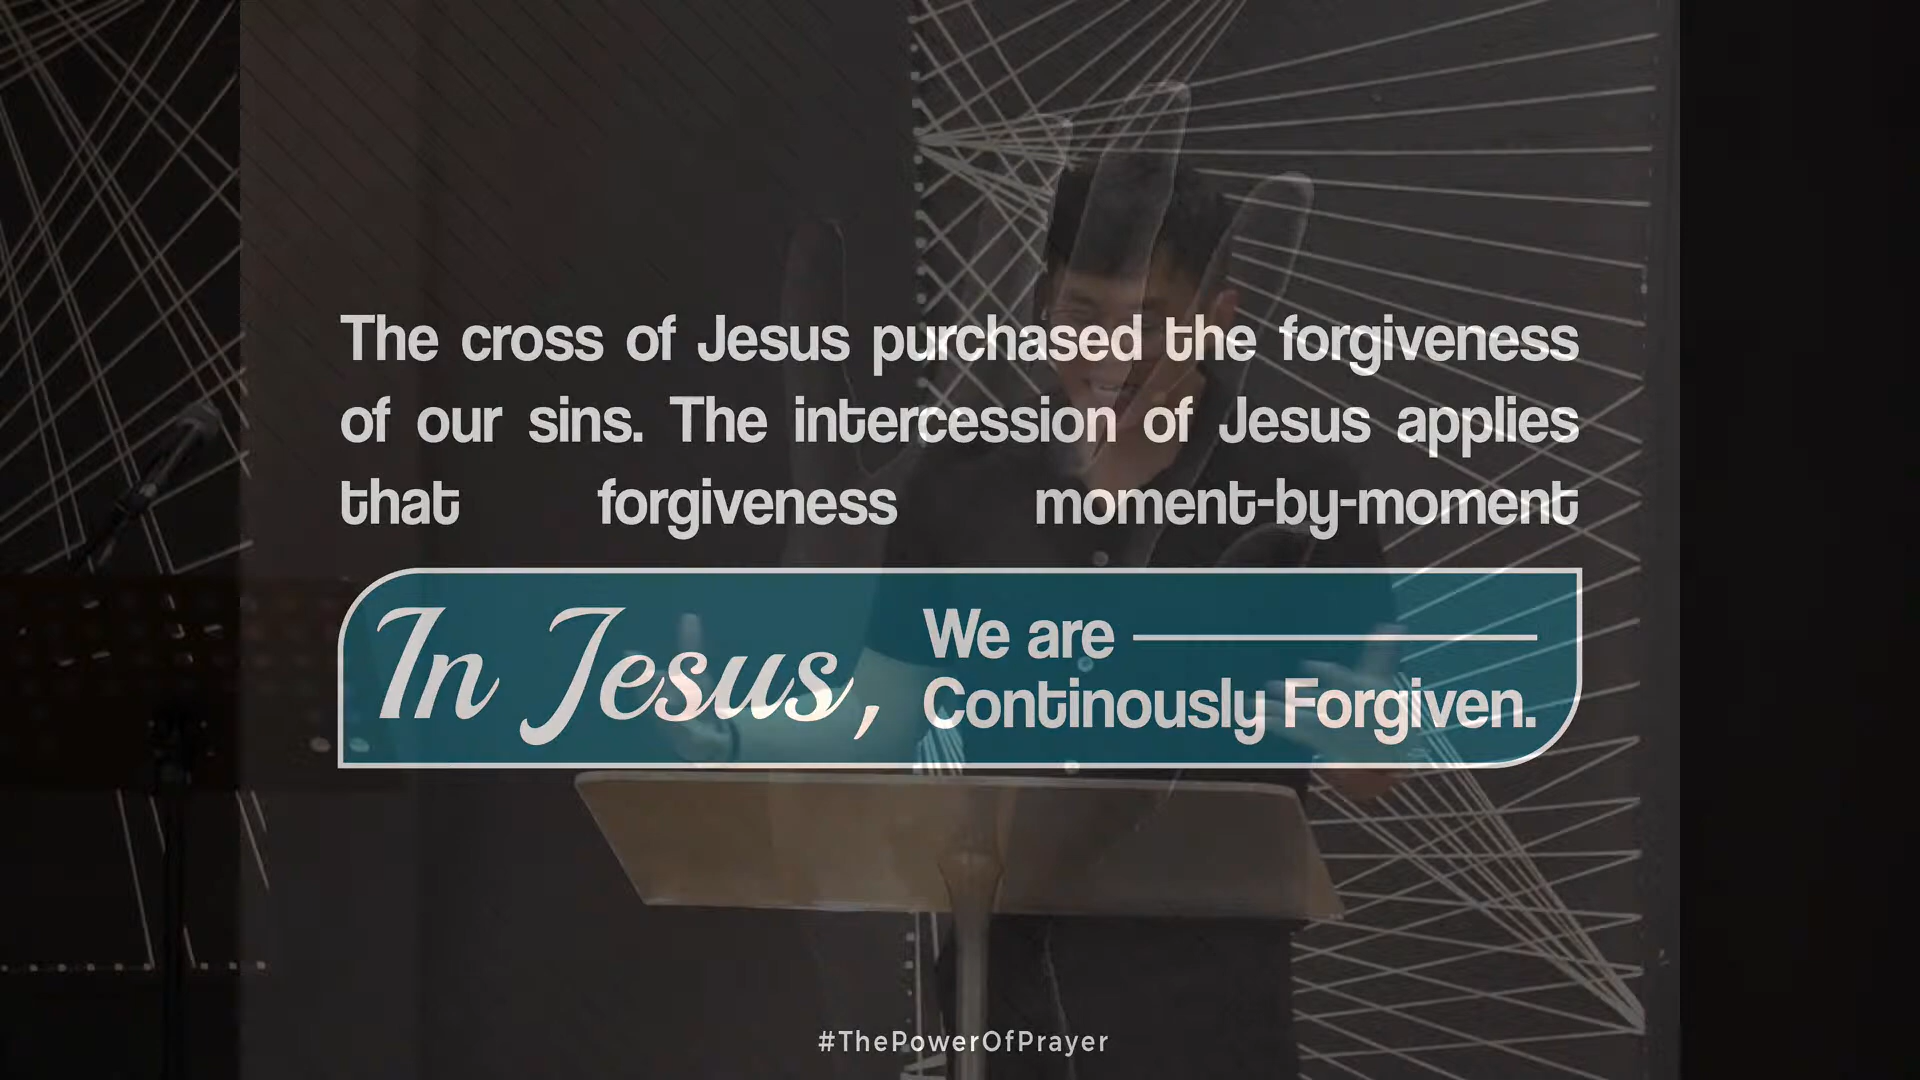 The cross of Jesus purchased the forgiveness
of our sins. The intercession of Jesus applies
that forgiveness moment-by-moment
In Jesus, We are
Continously Forgiven.
#ThePowerOfPrayer